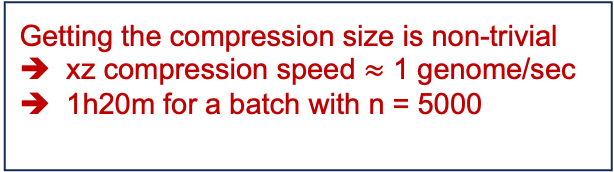 Getting the compression size is non-trivial
➔ xz compression speed ≈ 1 genome/sec
➔ 1h20m for a batch with n = 5000